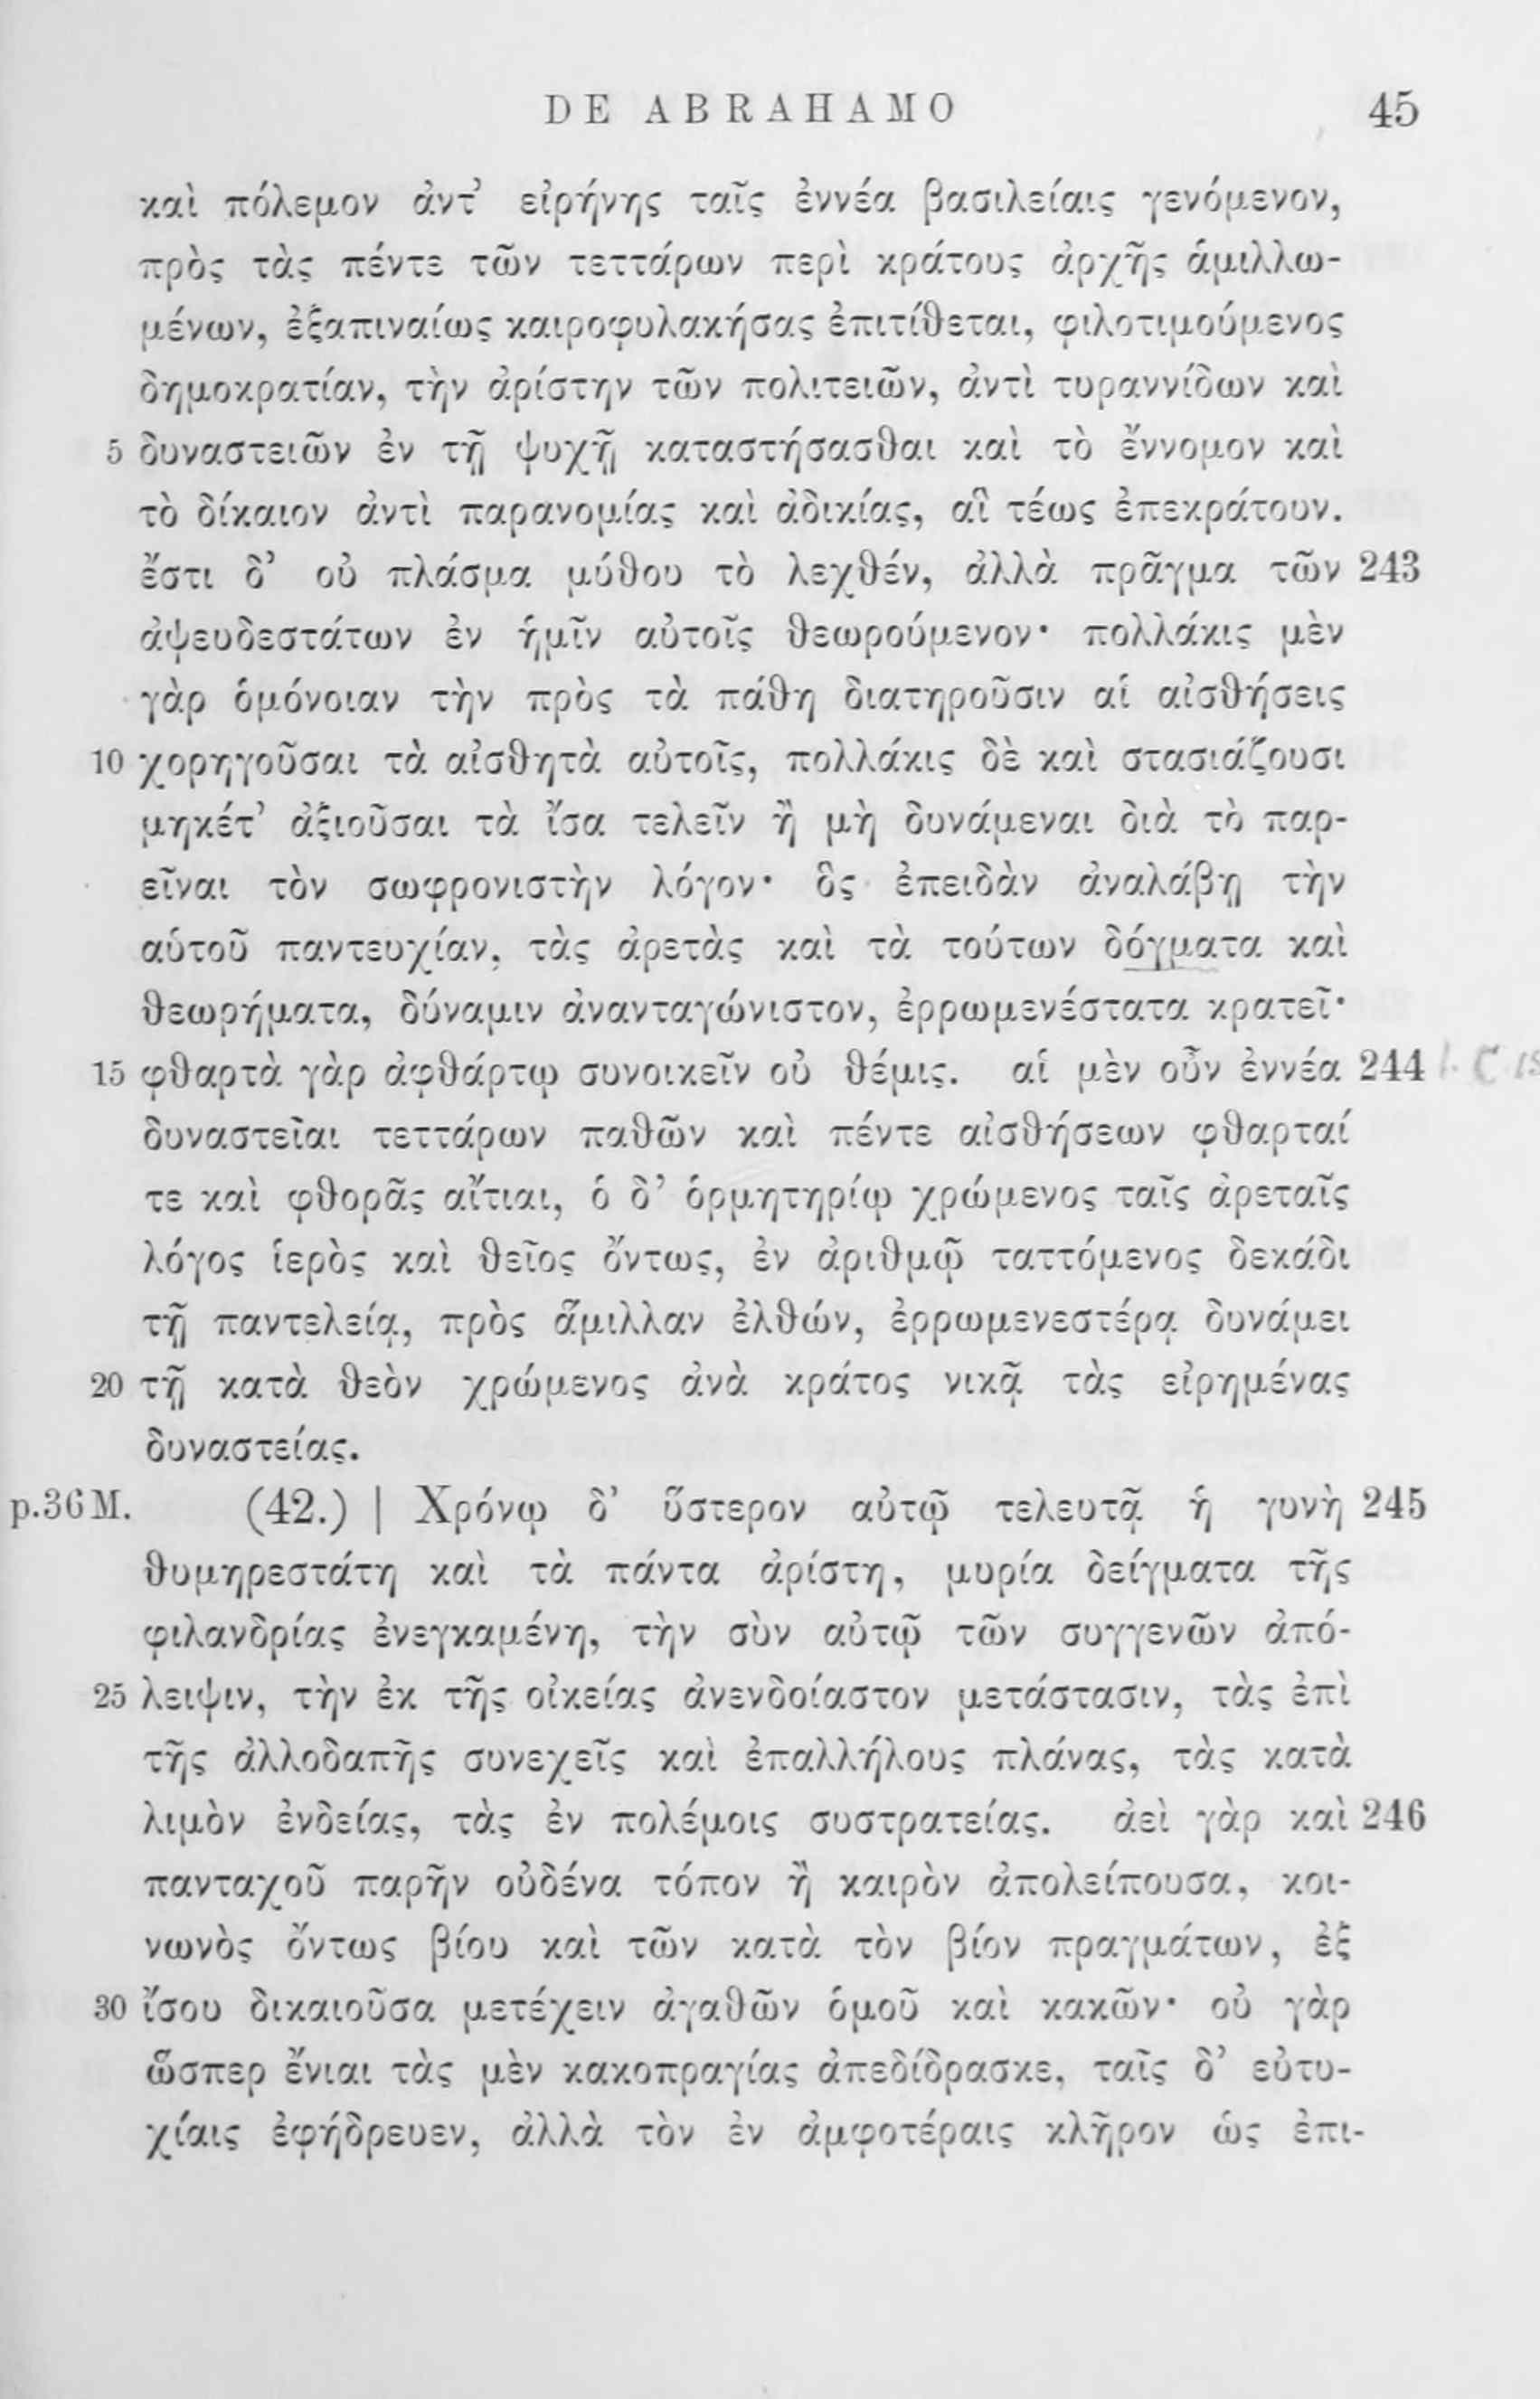 DE ABRAHAMO 45
καὶ πόλεμον ἀντ’ εἰρήνης ταῖς ἐννέα βασιλείαις γενόμενον,
πρὸς τὰς πέντε τῶν τεττάρων περὶ κράτους ἀρχῆς ἁμιλλω-
μένων, ἐξαπιναίως καιροφυλακήσας ἐπιτίθεται, φιλοτιμούμενος
δημοκρατίαν, τὴν ἀρίστην τῶν πολιτειῶν, ἀντὶ τυραννίδων καὶ
5 δυναστειῶν ἐν τῇ ψυχῇ καταστήσασθαι καὶ τὸ ἔννομον καὶ
τὸ δίκαιον ἀντὶ παρανομίας καὶ ἀδικίας, αἳ τέως ἐπεκράτουν.
ἔστι δ’ οὐ πλάσμα μύθου τὸ λεχθέν, ἀλλὰ πρᾶγμα τῶν 243
ἀψευδεστάτων ἐν ἡμῖν αὐτοῖς θεωρούμενον· πολλάκις μὲν
γὰρ ὁμόνοιαν τὴν πρὸς τὰ πάθη διατηροῦσιν αἱ αἰσθήσεις
10 χορηγοῦσαι τὰ αἰσθητὰ αὐτοῖς, πολλάκις δὲ καὶ στασιάζουσι
μηκέτ’ ἀξιοῦσαι τὰ ἴσα τελεῖν ἢ μὴ δυνάμεναι διὰ τὸ παρ-
εῖναι τὸν σωφρονιστὴν λόγον· ὃς ἐπειδὰν ἀναλάβῃ τὴν
αὑτοῦ παντευχίαν, τὰς ἀρετὰς καὶ τὰ τούτων δόγματα καὶ
θεωρήματα, δύναμιν ἀνανταγώνιστον, ἐρρωμενέστατα κρατεῖ·
15 φθαρτὰ γὰρ ἀφθάρτῳ συνοικεῖν οὐ θέμις. αἱ μὲν οὖν ἐννέα 244
δυναστεῖαι τεττάρων παθῶν καὶ πέντε αἰσθήσεων φθαρταί
τε καὶ φθορᾶς αἴτιαι, ὁ δ’ ὁρμητηρίῳ χρώμενος ταῖς ἀρεταῖς
λόγος ἱερὸς καὶ θεῖος ὄντως, ἐν ἀριθμῷ ταττόμενος δεκάδι
τῇ παντελείᾳ, πρὸς ἅμιλλαν ἐλθών, ἐρρωμενεστέρᾳ δυνάμει
20 τῇ κατὰ θεὸν χρώμενος ἀνὰ κράτος νικᾷ τὰς εἰρημένας
δυναστείας.
p.36 M. (42.) | Χρόνῳ δ’ ὕστερον αὐτῷ τελευτᾷ ἡ γυνὴ 245
θυμηρεστάτη καὶ τὰ πάντα ἀρίστη, μυρία δείγματα τῆς
φιλανδρίας ἐνεγκαμένη, τὴν σὺν αὐτῷ τῶν συγγενῶν ἀπό-
25 λειψιν, τὴν ἐκ τῆς οἰκείας ἀνενδοίαστον μετάστασιν, τὰς ἐπὶ
τῆς ἀλλοδαπῆς συνεχεῖς καὶ ἐπαλλήλους πλάνας, τὰς κατὰ
λιμὸν ἐνδείας, τὰς ἐν πολέμοις συστρατείας. ἀεὶ γὰρ καὶ 246
πανταχοῦ παρῆν οὐδένα τόπον ἢ καιρὸν ἀπολείπουσα, κοι-
νωνὸς ὄντως βίου καὶ τῶν κατὰ τὸν βίον πραγμάτων, ἐξ
30 ἴσου δικαιοῦσα μετέχειν ἀγαθῶν ὁμοῦ καὶ κακῶν· οὐ γὰρ
ὥσπερ ἔνιαι τὰς μὲν κακοπραγίας ἀπεδίδρασκε, ταῖς δ’ εὐτυ-
χίαις ἐφήδρευεν, ἀλλὰ τὸν ἐν ἀμφοτέραις κλῆρον ὡς ἐπι-